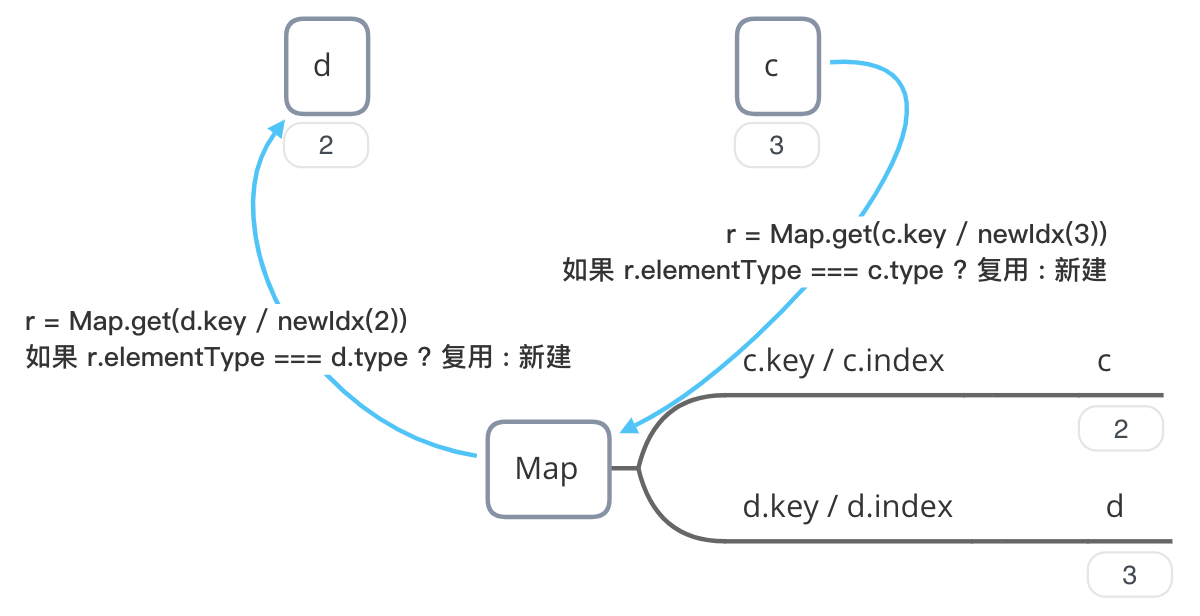 d
c
2
3
r = Map.get(c.key / newIdx(3))
如果 r.elementType === c.type ? 复用 : 新建
r = Map.get(d.key / newIdx(2))
如果 r.elementType === d.type ? 复用 : 新建
c.key / c.index
c
2
Map
d.key / d.index
d
3